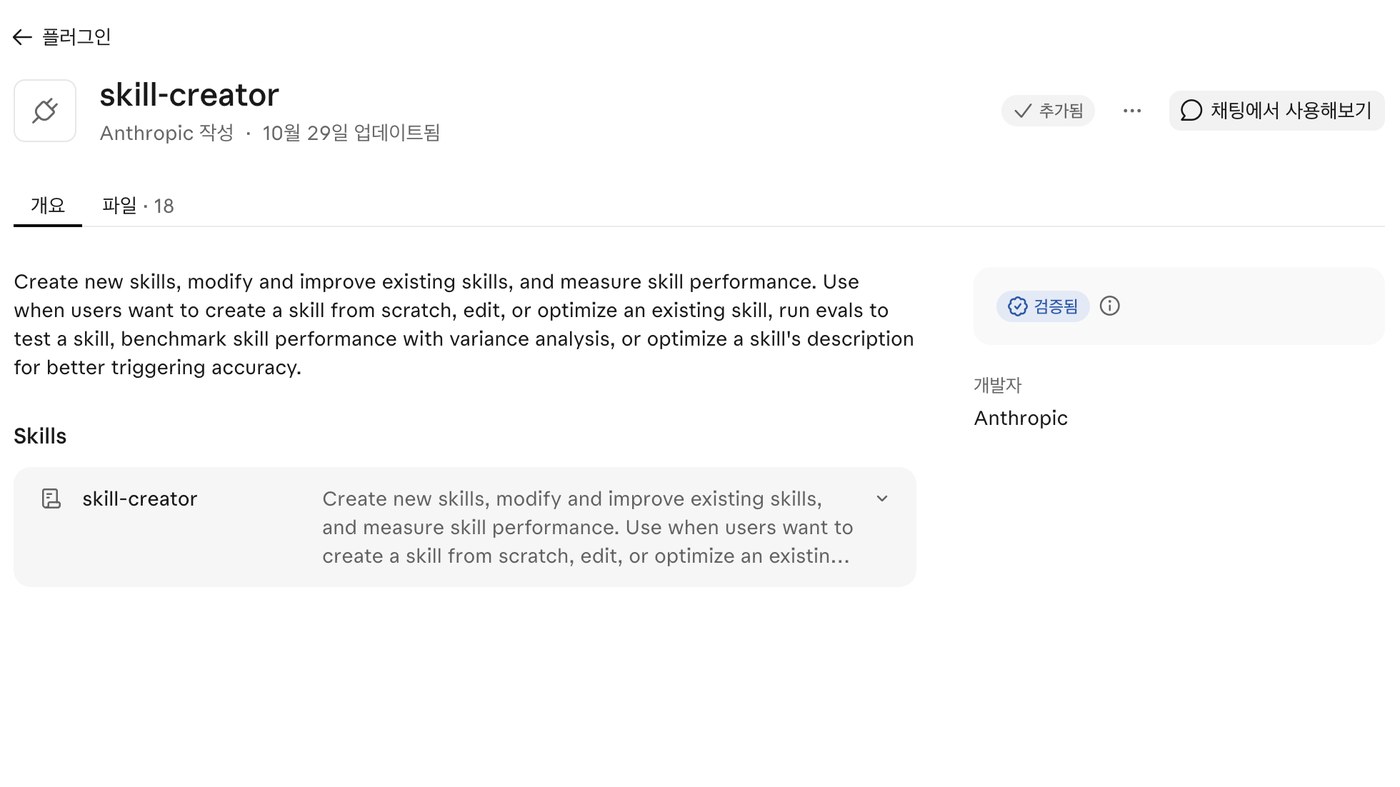 플러그인
skill-creator
Anthropic 작성 · 10월 29일 업데이트됨
추가됨
채팅에서 사용해보기
개요
파일 · 18
Create new skills, modify and improve existing skills, and measure skill performance. Use
when users want to create a skill from scratch, edit, or optimize an existing skill, run evals to
test a skill, benchmark skill performance with variance analysis, or optimize a skill's description
for better triggering accuracy.
Skills
skill-creator
Create new skills, modify and improve existing skills,
and measure skill performance. Use when users want to
create a skill from scratch, edit, or optimize an existin...
검증됨
개발자
Anthropic